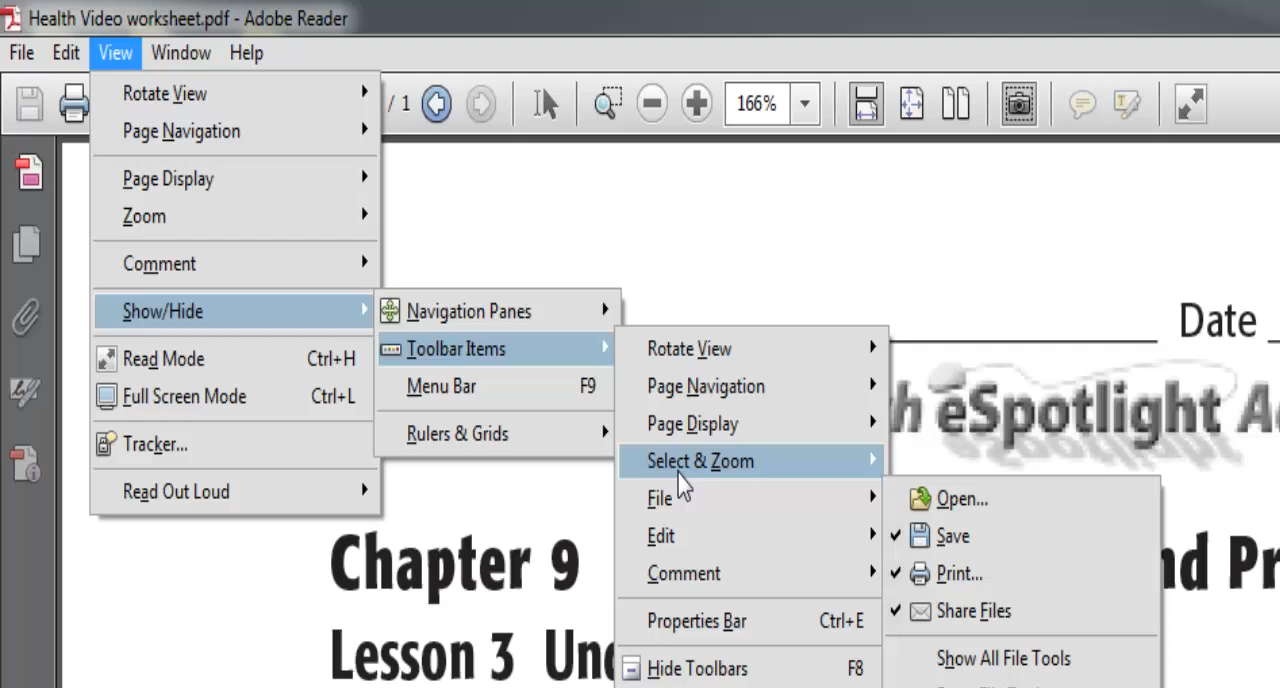 Health Video worksheet.pdf - Adobe Reader
File Edit View Window Help
/ 1 166%
Rotate View
Page Navigation
Page Display
Zoom
Comment
Show/Hide
Read Mode Ctrl+H
Full Screen Mode Ctrl+L
Tracker...
Read Out Loud
Navigation Panes
Toolbar Items
Menu Bar F9
Rulers & Grids
Rotate View
Page Navigation
Page Display
Select & Zoom
File
Edit
Comment
Properties Bar Ctrl+E
Hide Toolbars F8
Open...
Save
Print...
Share Files
Show All File Tools
Date
eSpotlight
Chapter 9
Lesson 3